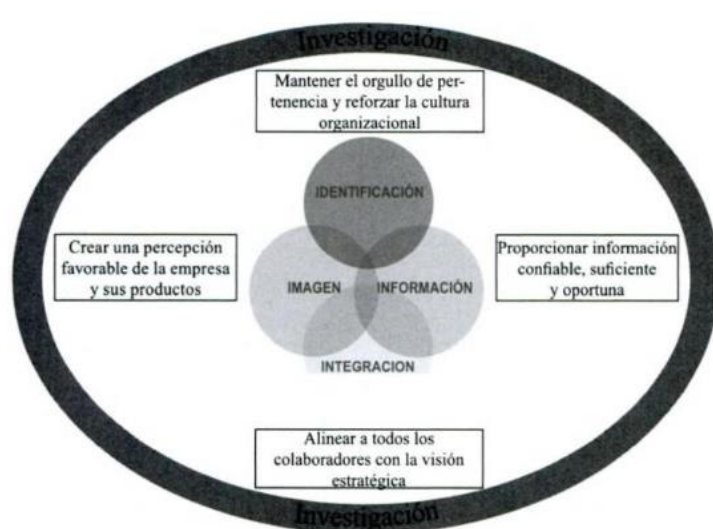 Investigación
Mantener el orgullo de per-
tenencia y reforzar la cultura
organizacional
IDENTIFICACIÓN
Crear una percepción
favorable de la empresa
y sus productos
IMAGEN
INFORMACIÓN
Proporcionar información
confiable, suficiente
y oportuna
INTEGRACION
Alinear a todos los
colaboradores con la visión
estratégica
Investigación